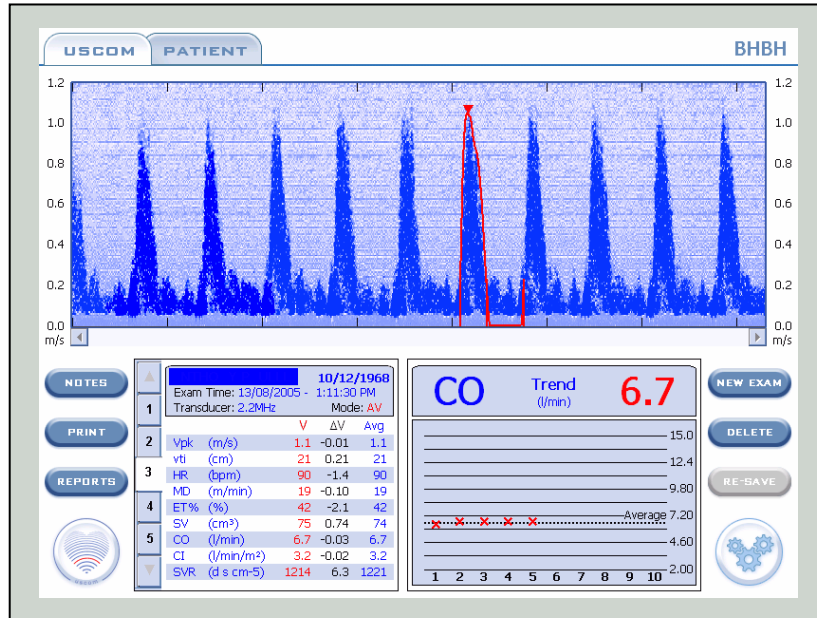 USCOM PATIENT BHBH
1.2 1.2
1.0 1.0
0.8 0.8
0.6 0.6
0.4 0.4
0.2 0.2
0.0 0.0
m/s m/s
NOTES
PRINT
REPORTS
uscom
1
2
3
4
5
10/12/1968
Exam Time: 13/08/2005 - 1:11:30 PM
Transducer: 2.2MHz Mode: AV
V ΔV Avg
Vpk (m/s) 1.1 -0.01 1.1
vti (cm) 21 0.21 21
HR (bpm) 90 -1.4 90
MD (m/min) 19 -0.10 19
ET% (%) 42 -2.1 42
SV (cm³) 75 0.74 74
CO (l/min) 6.7 -0.03 6.7
CI (l/min/m²) 3.2 -0.02 3.2
SVR (d s cm-5) 1214 6.3 1221
CO Trend 6.7
(l/min)
15.0
12.4
9.80
Average 7.20
4.60
2.00
1 2 3 4 5 6 7 8 9 10
NEW EXAM
DELETE
RE-SAVE